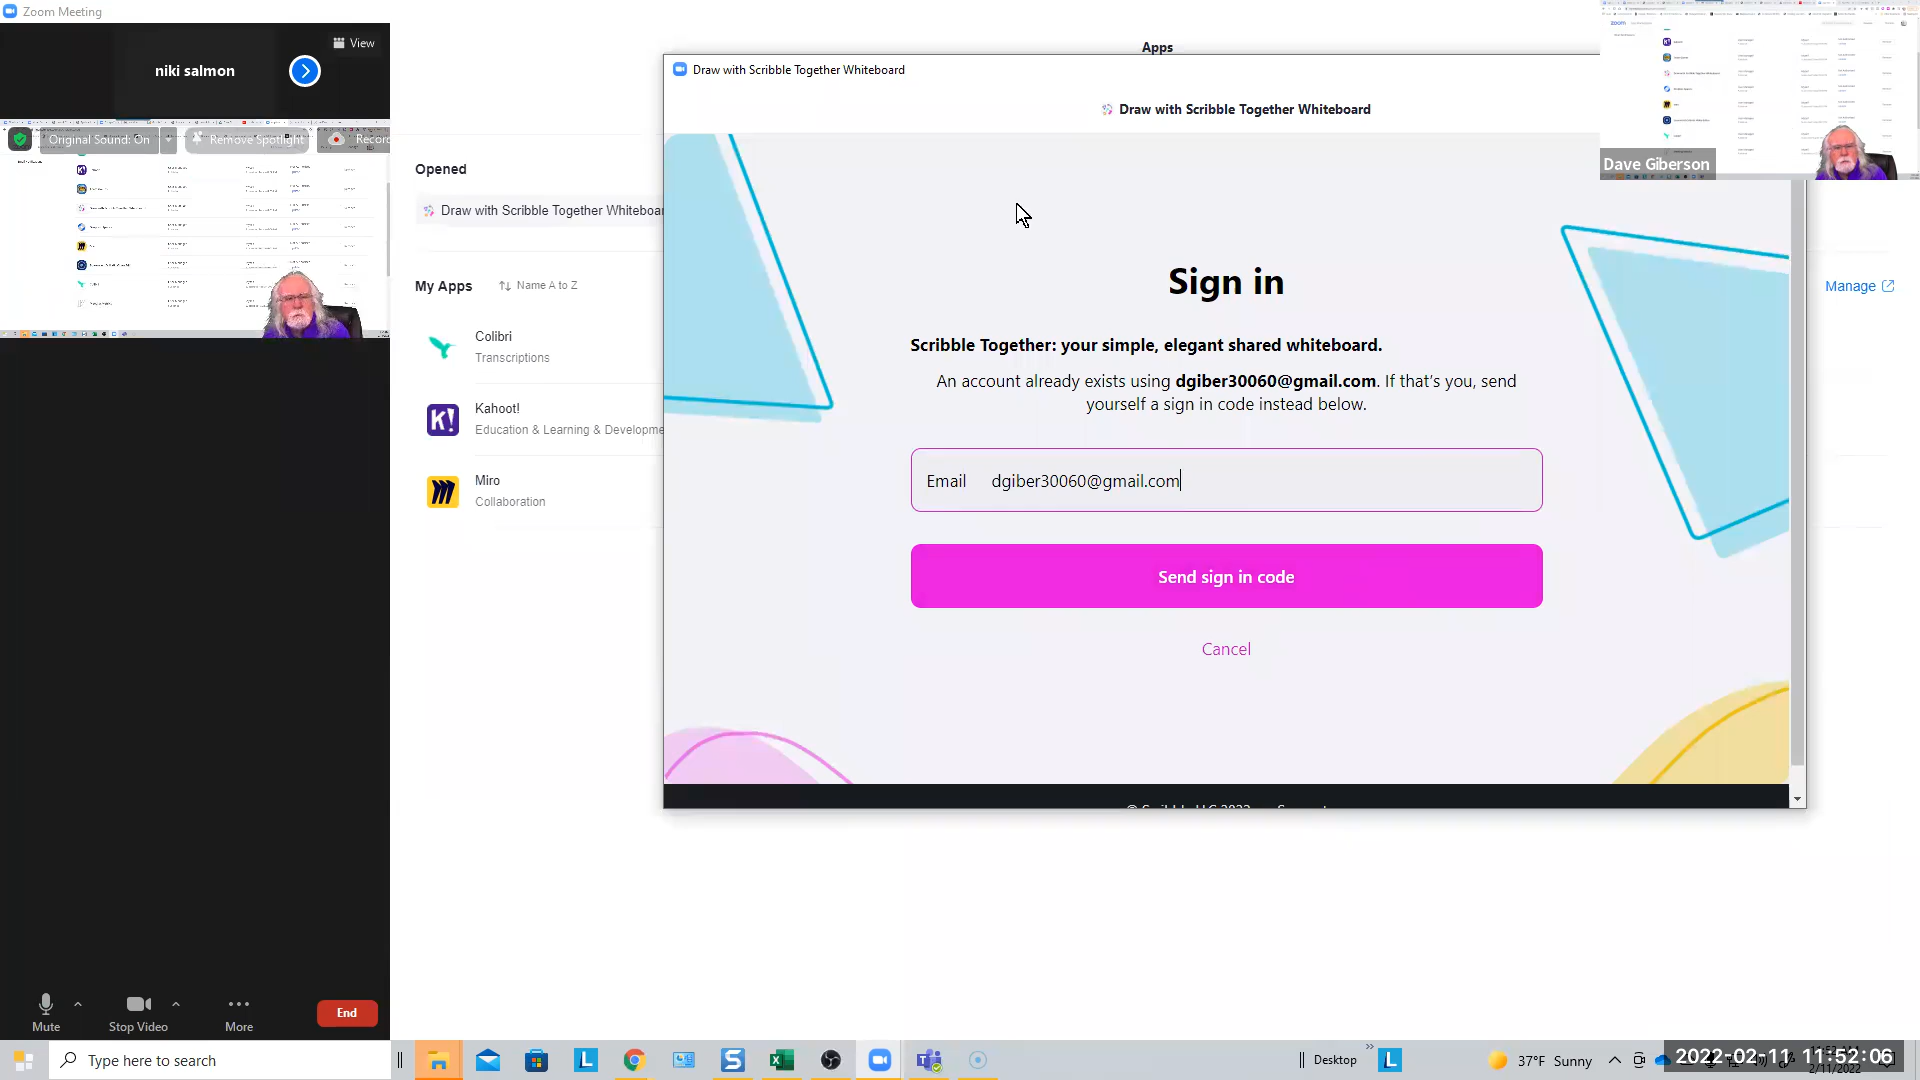 Zoom Meeting
View
niki salmon
Original Sound: On
Remove Spotlight
Apps
Draw with Scribble Together Whiteboard
Draw with Scribble Together Whiteboard
Dave Giberson
Opened
Draw with Scribble Together Whiteboar
My Apps
Name A to Z
Manage
Colibri
Transcriptions
Kahoot!
Education & Learning & Developme
Miro
Collaboration
Sign in
Scribble Together: your simple, elegant shared whiteboard.
An account already exists using dgiber30060@gmail.com. If that’s you, send
yourself a sign in code instead below.
Email dgiber30060@gmail.com
Send sign in code
Cancel
Mute
Stop Video
More
End
Type here to search
Desktop
37°F Sunny
2022-02-11 11:52:06
2/11/2022